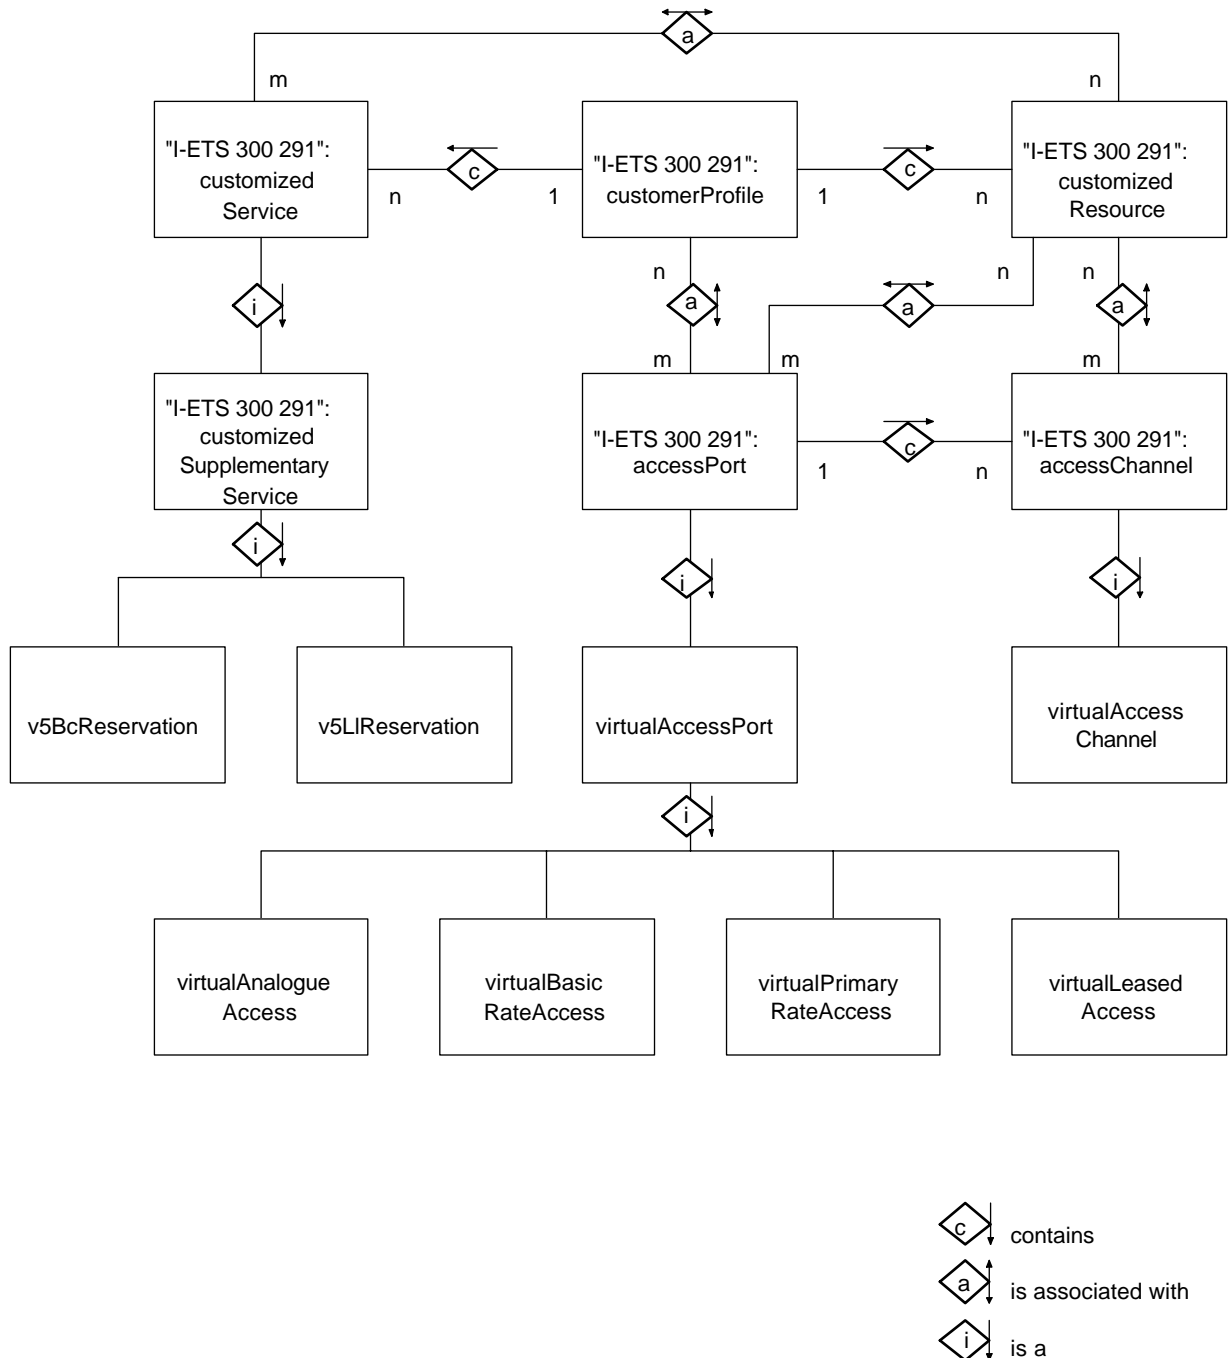 a
m
n
"I-ETS 300 291":
customized
Service
n
c
1
"I-ETS 300 291":
customerProfile
1
c
n
"I-ETS 300 291":
customized
Resource
i
n
a
m
n
a
m
n
a
m
"I-ETS 300 291":
customized
Supplementary
Service
"I-ETS 300 291":
accessPort
1
c
n
"I-ETS 300 291":
accessChannel
i
i
i
v5BcReservation
v5LlReservation
virtualAccessPort
virtualAccess
Channel
i
virtualAnalogue
Access
virtualBasic
RateAccess
virtualPrimary
RateAccess
virtualLeased
Access
c contains
a is associated with
i is a